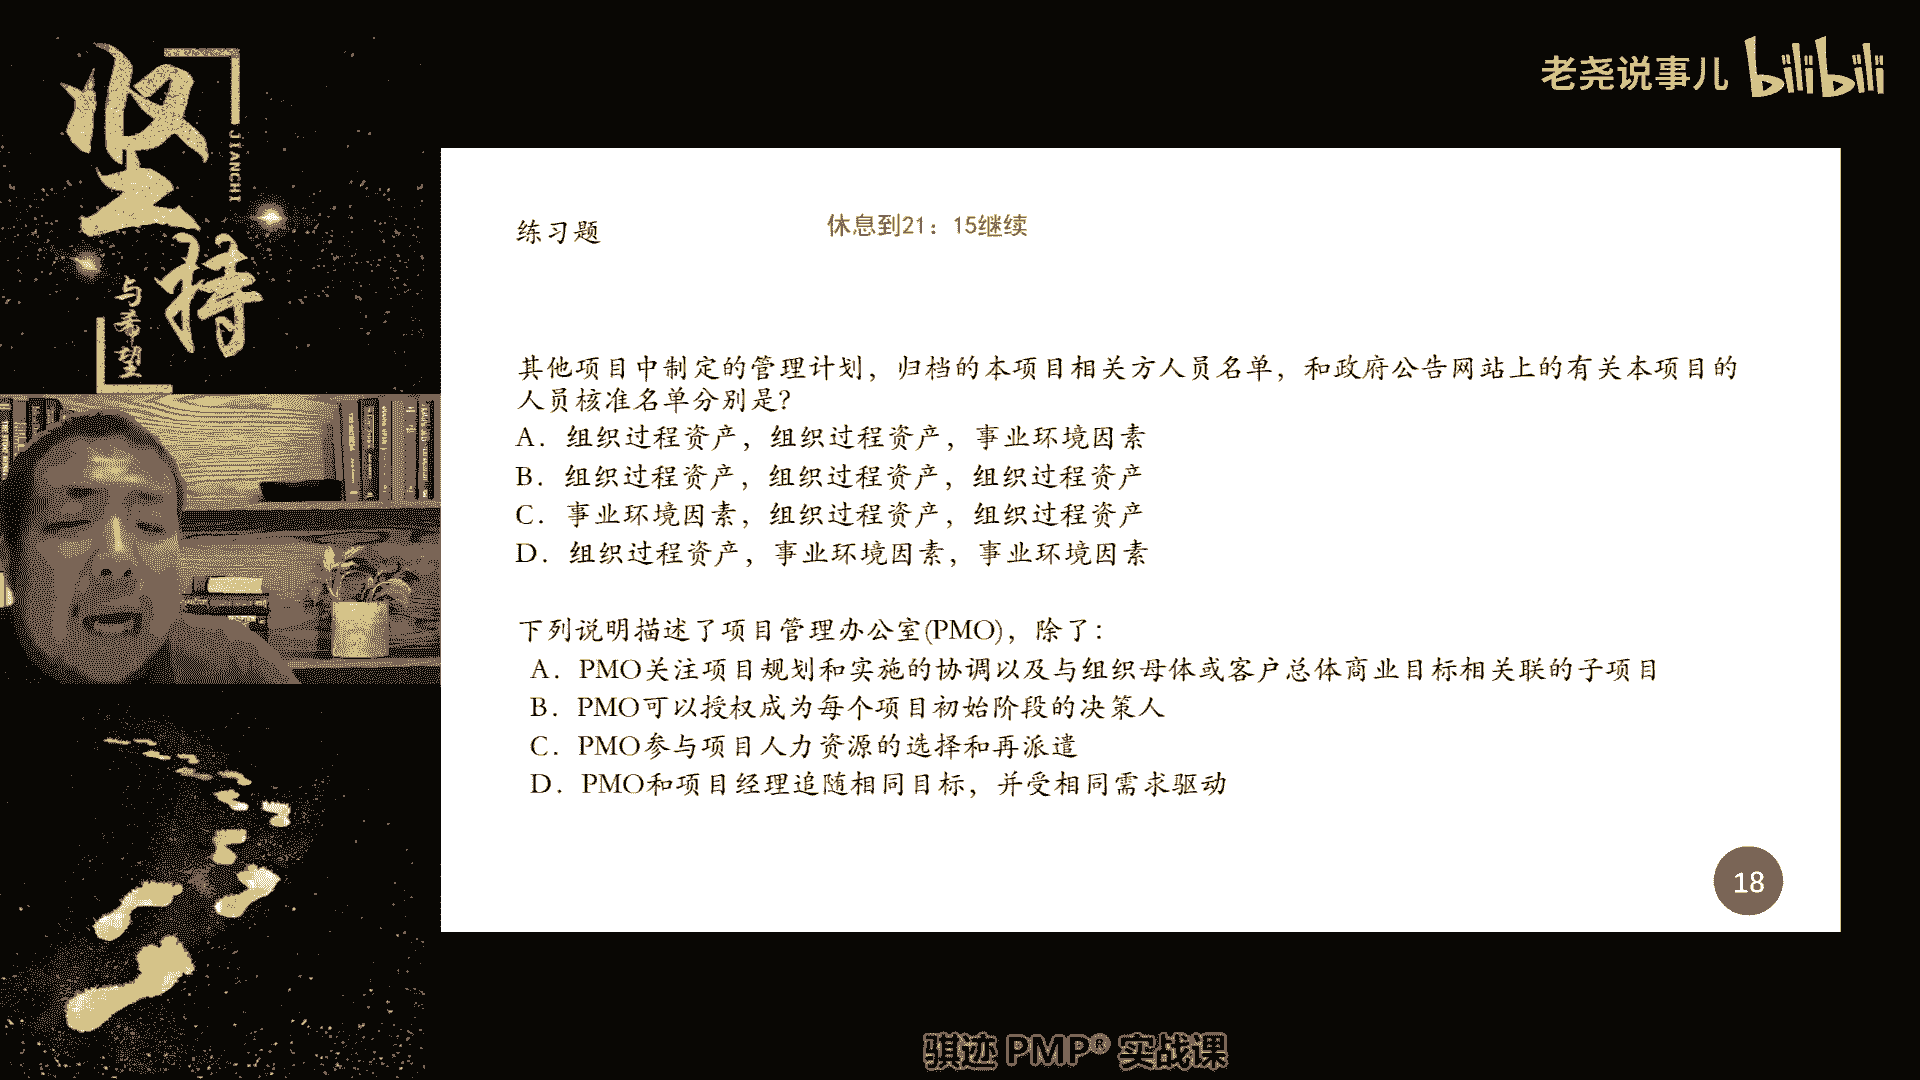 坚持
JIANCHI
与希望
老尧说事儿 bilibili
练习题
休息到21：15继续
其他项目中制定的管理计划，归档的本项目相关方人员名单，和政府公告网站上的有关本项目的
人员核准名单分别是？
A．组织过程资产，组织过程资产，事业环境因素
B．组织过程资产，组织过程资产，组织过程资产
C．事业环境因素，组织过程资产，组织过程资产
D．组织过程资产，事业环境因素，事业环境因素
下列说明描述了项目管理办公室(PMO)，除了：
A．PMO关注项目规划和实施的协调以及与组织母体或客户总体商业目标相关联的子项目
B．PMO可以授权成为每个项目初始阶段的决策人
C．PMO参与项目人力资源的选择和再派遣
D．PMO和项目经理追随相同目标，并受相同需求驱动
18
骐迹 PMP® 实战课